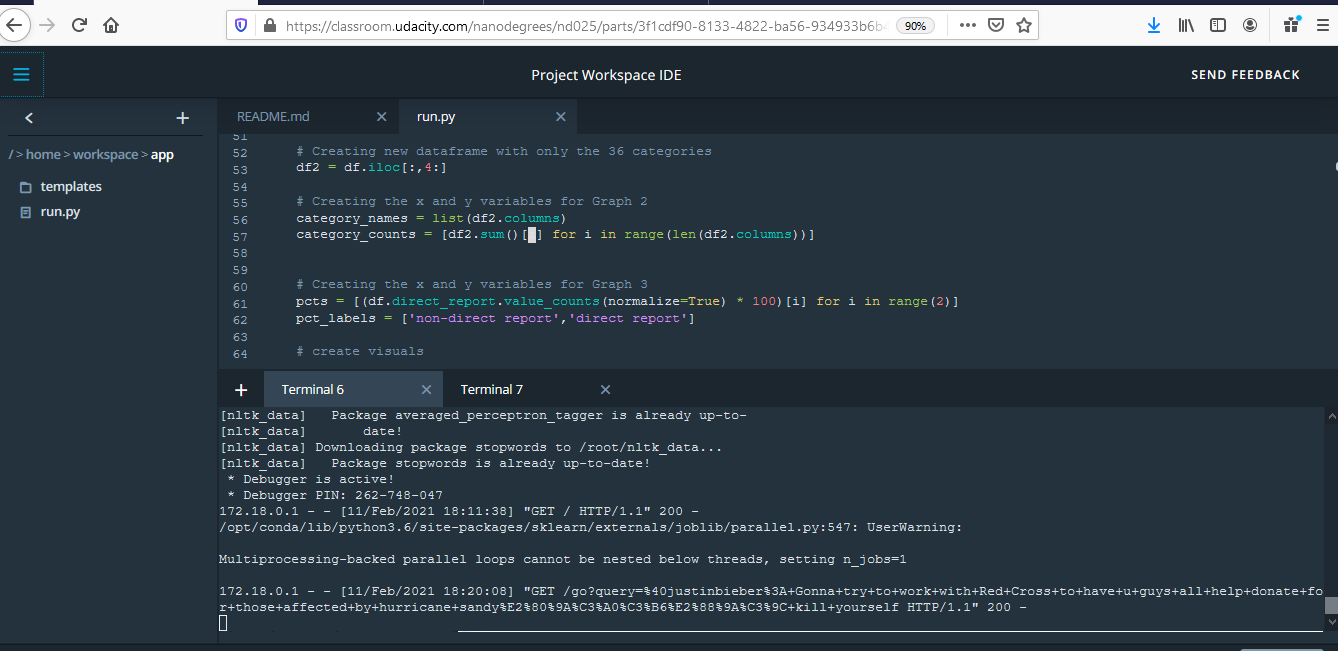 https://classroom.udacity.com/nanodegrees/nd025/parts/3f1cdf90-8133-4822-ba56-934933b6b4
90%
Project Workspace IDE
SEND FEEDBACK
README.md
run.py
/ > home > workspace > app
templates
run.py
51
52 # Creating new dataframe with only the 36 categories
53 df2 = df.iloc[:,4:]
54
55 # Creating the x and y variables for Graph 2
56 category_names = list(df2.columns)
57 category_counts = [df2.sum()[ ] for i in range(len(df2.columns))]
58
59
60 # Creating the x and y variables for Graph 3
61 pcts = [(df.direct_report.value_counts(normalize=True) * 100)[i] for i in range(2)]
62 pct_labels = ['non-direct report','direct report']
63
64 # create visuals
+ Terminal 6
Terminal 7
[nltk_data] Package averaged_perceptron_tagger is already up-to-
[nltk_data] date!
[nltk_data] Downloading package stopwords to /root/nltk_data...
[nltk_data] Package stopwords is already up-to-date!
* Debugger is active!
* Debugger PIN: 262-748-047
172.18.0.1 - - [11/Feb/2021 18:11:38] "GET / HTTP/1.1" 200 -
/opt/conda/lib/python3.6/site-packages/sklearn/externals/joblib/parallel.py:547: UserWarning:
Multiprocessing-backed parallel loops cannot be nested below threads, setting n_jobs=1
172.18.0.1 - - [11/Feb/2021 18:20:08] "GET /go?query=%40justinbieber%3A+Gonna+try+to+work+with+Red+Cross+to+have+u+guys+all+help+donate+fo
r+those+affected+by+hurricane+sandy%E2%80%9A%C3%A0%C3%B6%E2%88%9A%C3%9C+kill+yourself HTTP/1.1" 200 -